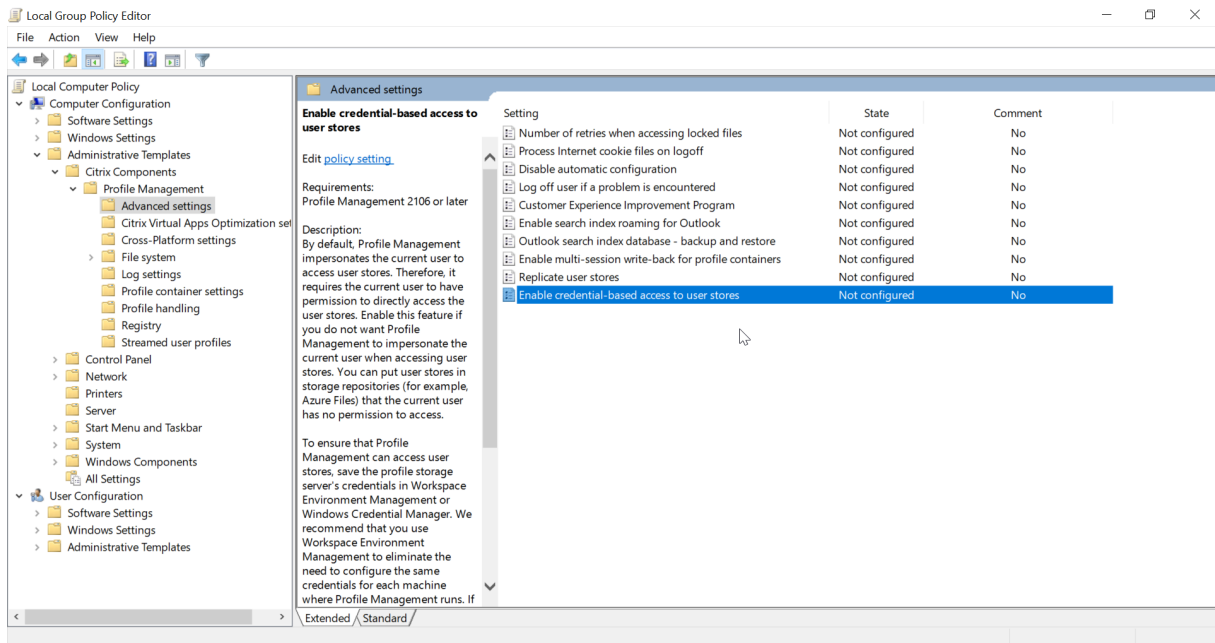 Local Group Policy Editor
File Action View Help
Local Computer Policy
Computer Configuration
Software Settings
Windows Settings
Administrative Templates
Citrix Components
Profile Management
Advanced settings
Citrix Virtual Apps Optimization set
Cross-Platform settings
File system
Log settings
Profile container settings
Profile handling
Registry
Streamed user profiles
Control Panel
Network
Printers
Server
Start Menu and Taskbar
System
Windows Components
All Settings
User Configuration
Software Settings
Windows Settings
Administrative Templates
Advanced settings
Enable credential-based access to
user stores
Edit policy setting
Requirements:
Profile Management 2106 or later
Description:
By default, Profile Management
impersonates the current user to
access user stores. Therefore, it
requires the current user to have
permission to directly access the
user stores. Enable this feature if
you do not want Profile
Management to impersonate the
current user when accessing user
stores. You can put user stores in
storage repositories (for example,
Azure Files) that the current user
has no permission to access.
To ensure that Profile
Management can access user
stores, save the profile storage
server's credentials in Workspace
Environment Management or
Windows Credential Manager. We
recommend that you use
Workspace Environment
Management to eliminate the
need to configure the same
credentials for each machine
where Profile Management runs. If
Setting State Comment
Number of retries when accessing locked files Not configured No
Process Internet cookie files on logoff Not configured No
Disable automatic configuration Not configured No
Log off user if a problem is encountered Not configured No
Customer Experience Improvement Program Not configured No
Enable search index roaming for Outlook Not configured No
Outlook search index database - backup and restore Not configured No
Enable multi-session write-back for profile containers Not configured No
Replicate user stores Not configured No
Enable credential-based access to user stores Not configured No
Extended Standard